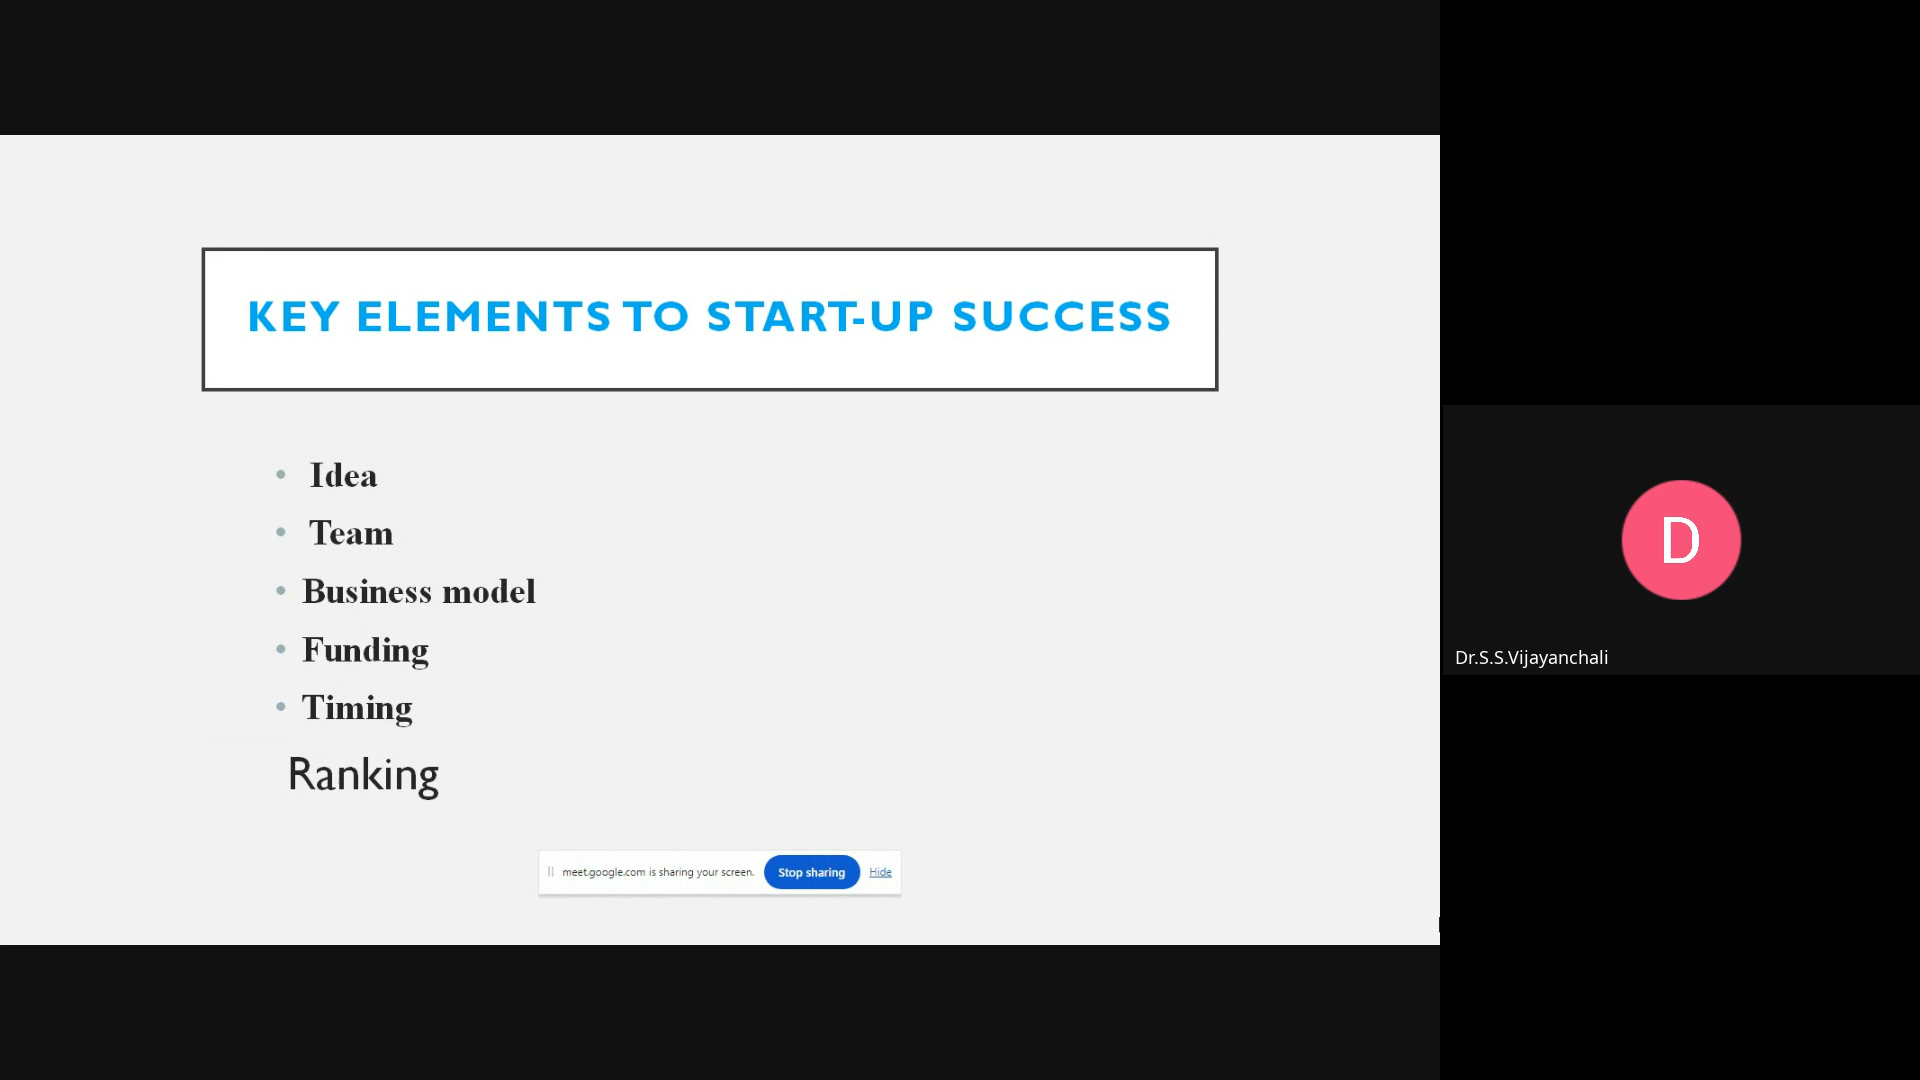 KEY ELEMENTS TO START-UP SUCCESS
• Idea
• Team
• Business model
• Funding
• Timing
Ranking
meet.google.com is sharing your screen. Stop sharing Hide
D
Dr.S.S.Vijayanchali